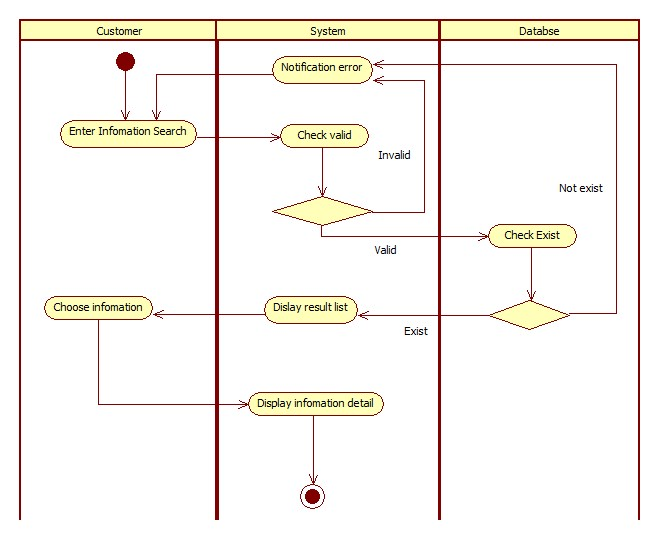 Customer
System
Databse
Notification error
Enter Infomation Search
Check valid
Invalid
Not exist
Check Exist
Valid
Choose infomation
Dislay result list
Exist
Display infomation detail